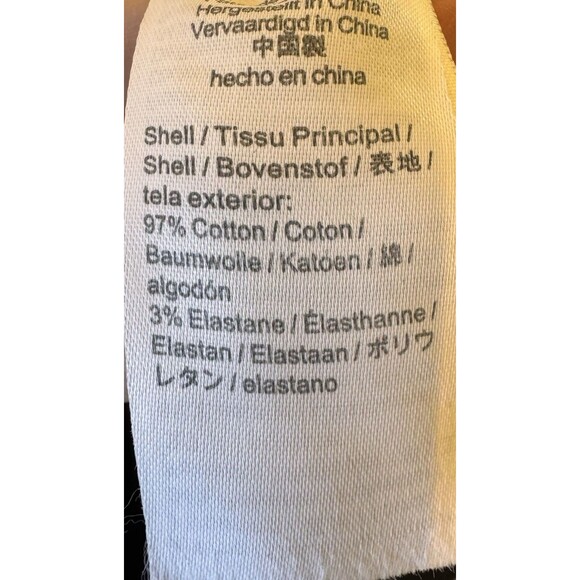 Hergestellt in China
Vervaardigd in China
中国製
hecho en china
Shell / Tissu Principal /
Shell / Bovenstof / 表地 /
tela exterior:
97% Cotton / Coton /
Baumwolle / Katoen / 綿 /
algodón
3% Elastane / Élasthanne /
Elastan / Elastaan / ポリウ
レタン / elastano